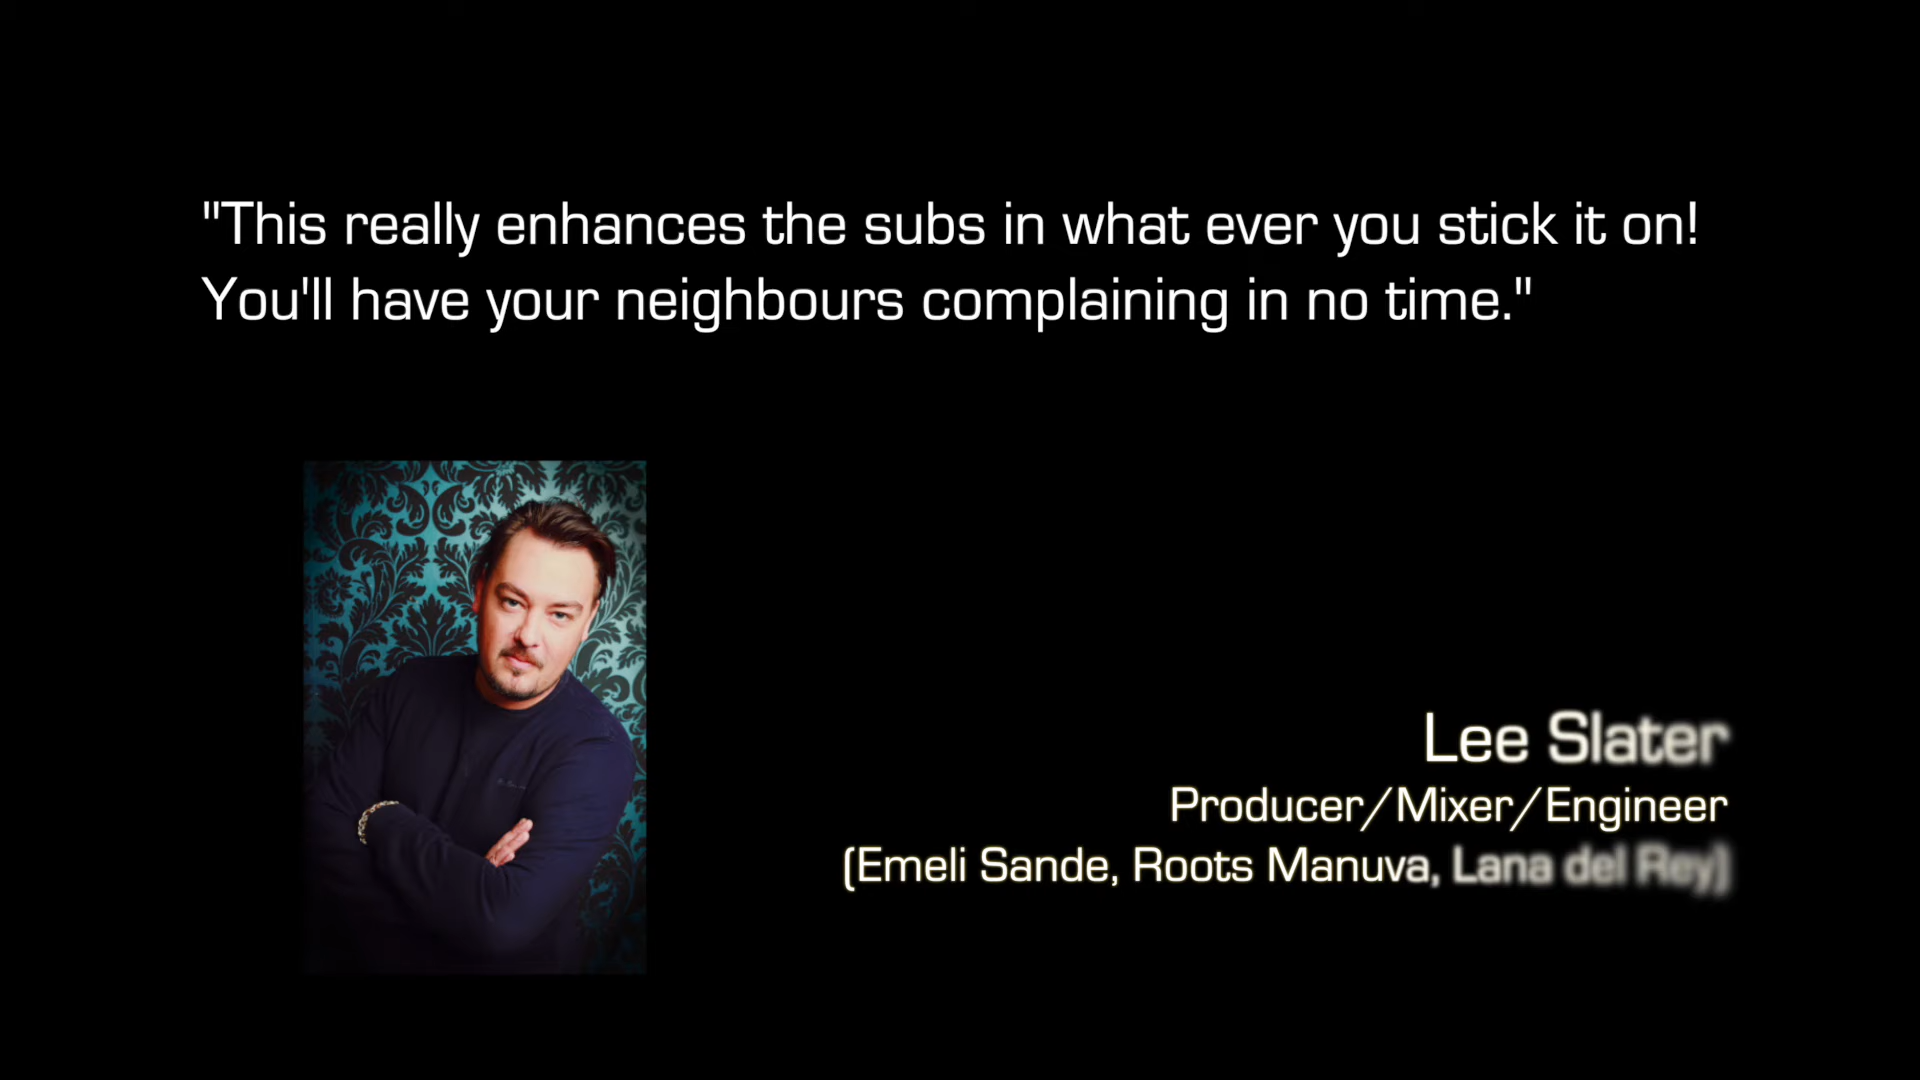 "This really enhances the subs in what ever you stick it on!
You'll have your neighbours complaining in no time."
Lee Slater
Producer/Mixer/Engineer
(Emeli Sande, Roots Manuva, Lana del Rey)